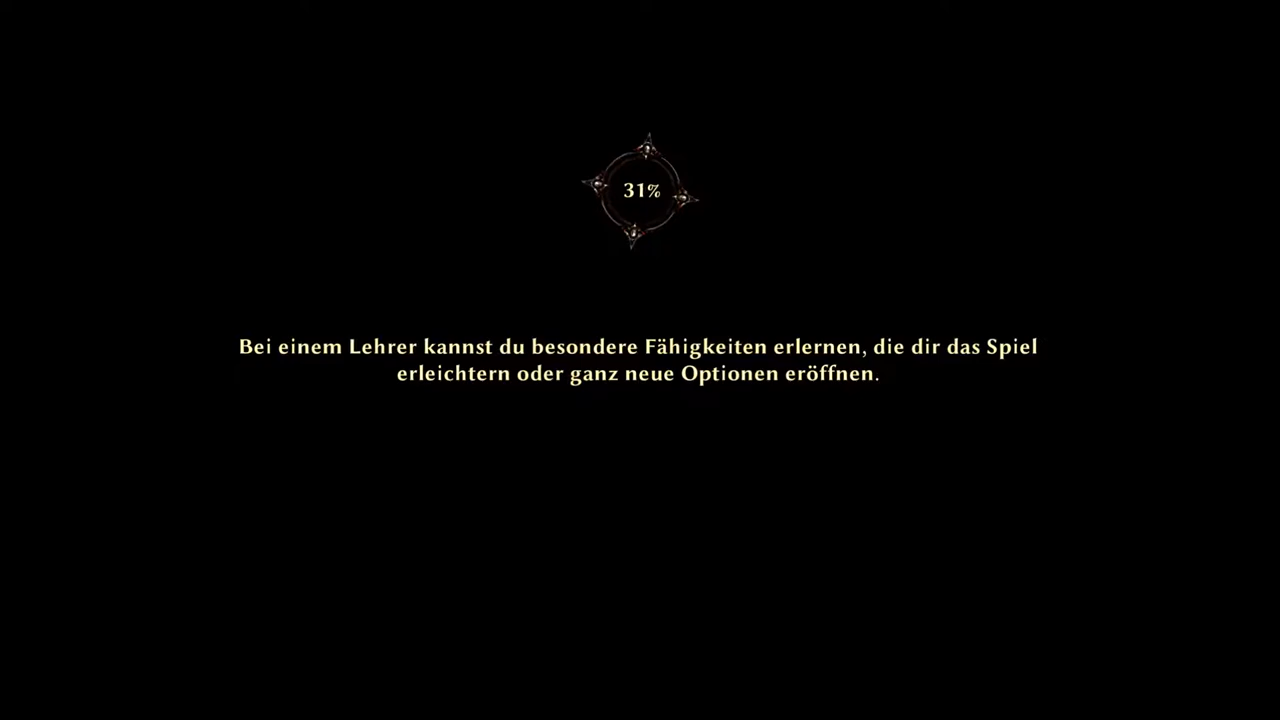 31%
Bei einem Lehrer kannst du besondere Fähigkeiten erlernen, die dir das Spiel
erleichtern oder ganz neue Optionen eröffnen.